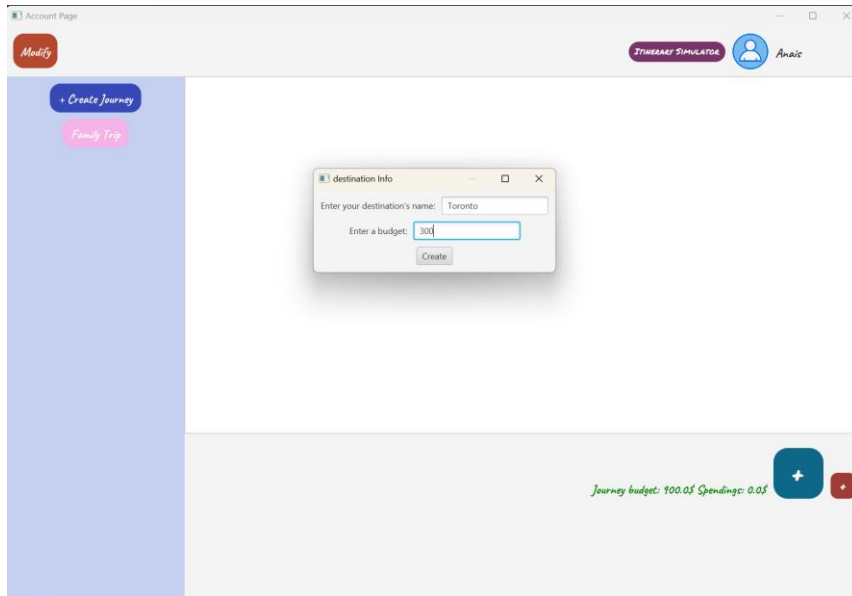 Account Page
Modify
Itinerary Simulator
Anais
+ Create Journey
Family Trip
destination Info
Enter your destination's name: Toronto
Enter a budget: 300
Create
+
Journey budget: 900.0$ Spendings: 0.0$
+